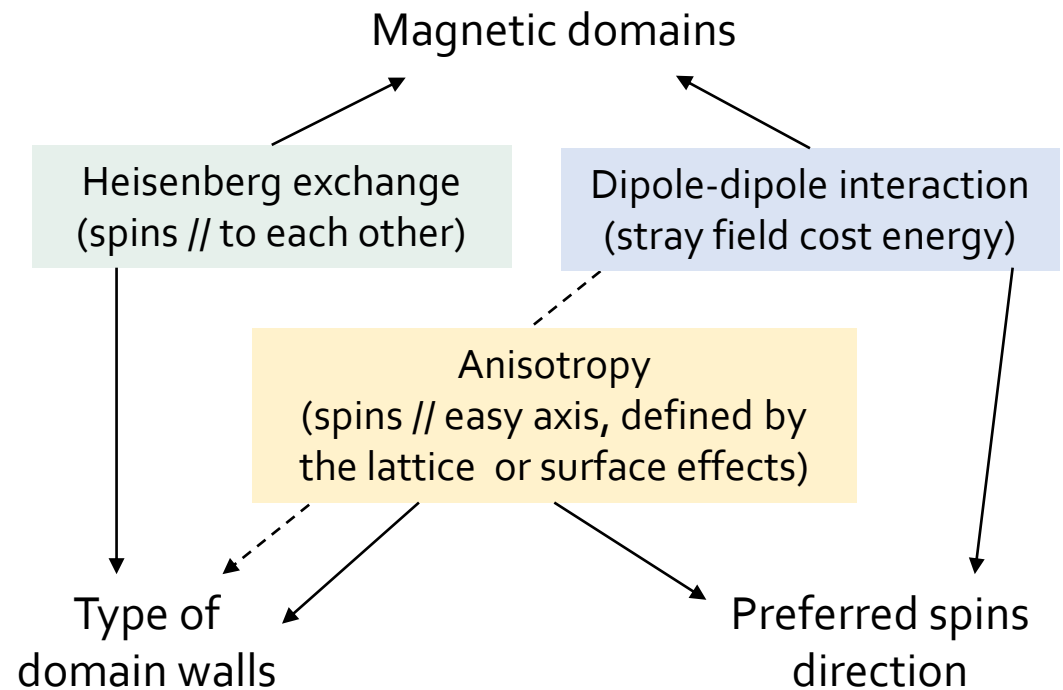 Magnetic domains
Heisenberg exchange
(spins // to each other)
Dipole-dipole interaction
(stray field cost energy)
Anisotropy
(spins // easy axis, defined by
the lattice  or surface effects)
Type of
domain walls
Preferred spins
direction